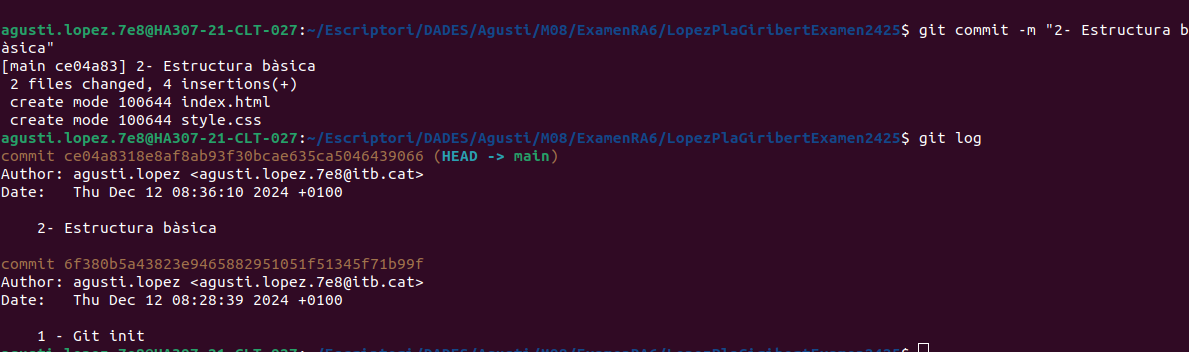 agusti.lopez.7e8@HA307-21-CLT-027:~/Escriptori/DADES/Agusti/M08/ExamenRA6/LopezPlaGiribertExamen2425$ git commit -m "2- Estructura b
àsica"
[main ce04a83] 2- Estructura bàsica
 2 files changed, 4 insertions(+)
 create mode 100644 index.html
 create mode 100644 style.css
agusti.lopez.7e8@HA307-21-CLT-027:~/Escriptori/DADES/Agusti/M08/ExamenRA6/LopezPlaGiribertExamen2425$ git log
commit ce04a8318e8af8ab93f30bcae635ca5046439066 (HEAD -> main)
Author: agusti.lopez <agusti.lopez.7e8@itb.cat>
Date:   Thu Dec 12 08:36:10 2024 +0100
    2- Estructura bàsica
commit 6f380b5a43823e9465882951051f51345f71b99f
Author: agusti.lopez <agusti.lopez.7e8@itb.cat>
Date:   Thu Dec 12 08:28:39 2024 +0100
    1 - Git init
agusti.lopez.7e8@HA307-21-CLT-027:~/Escriptori/DADES/Agusti/M08/ExamenRA6/LopezPlaGiribertExamen2425$